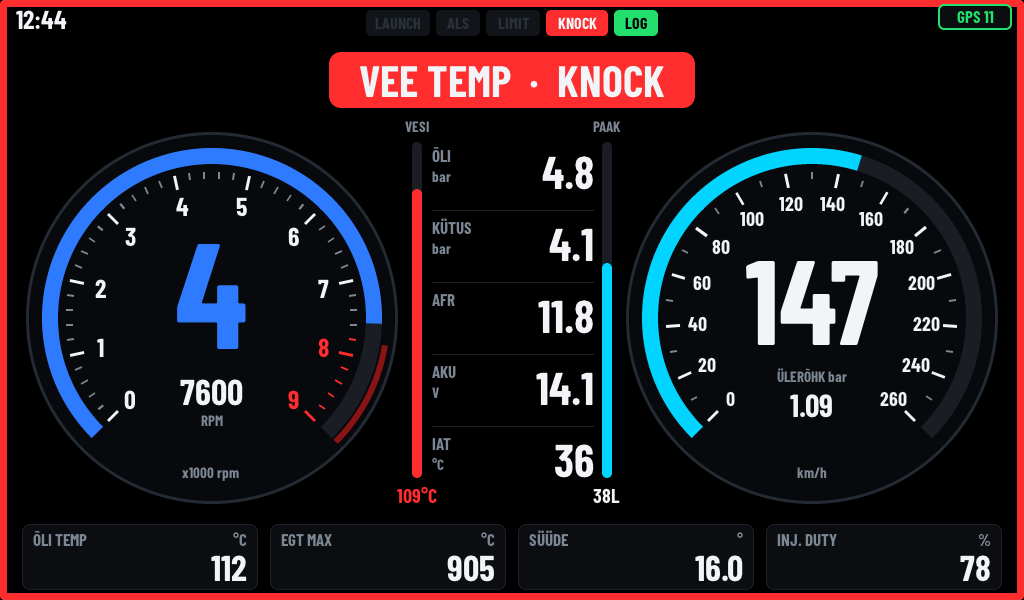 12:44
LAUNCH ALS LIMIT KNOCK LOG
GPS 11
VEE TEMP · KNOCK
VESI
PAAK
0
1
2
3
4
5
6
7
8
9
4
7600
RPM
x1000 rpm
ÕLI
bar
4.8
KÜTUS
bar
4.1
AFR
11.8
AKU
V
14.1
IAT
°C
36
109°C
38L
0
20
40
60
80
100
120
140
160
180
200
220
240
260
147
ÜLERÕHK bar
1.09
km/h
ÕLI TEMP °C
112
EGT MAX °C
905
SÜÜDE °
16.0
INJ. DUTY %
78